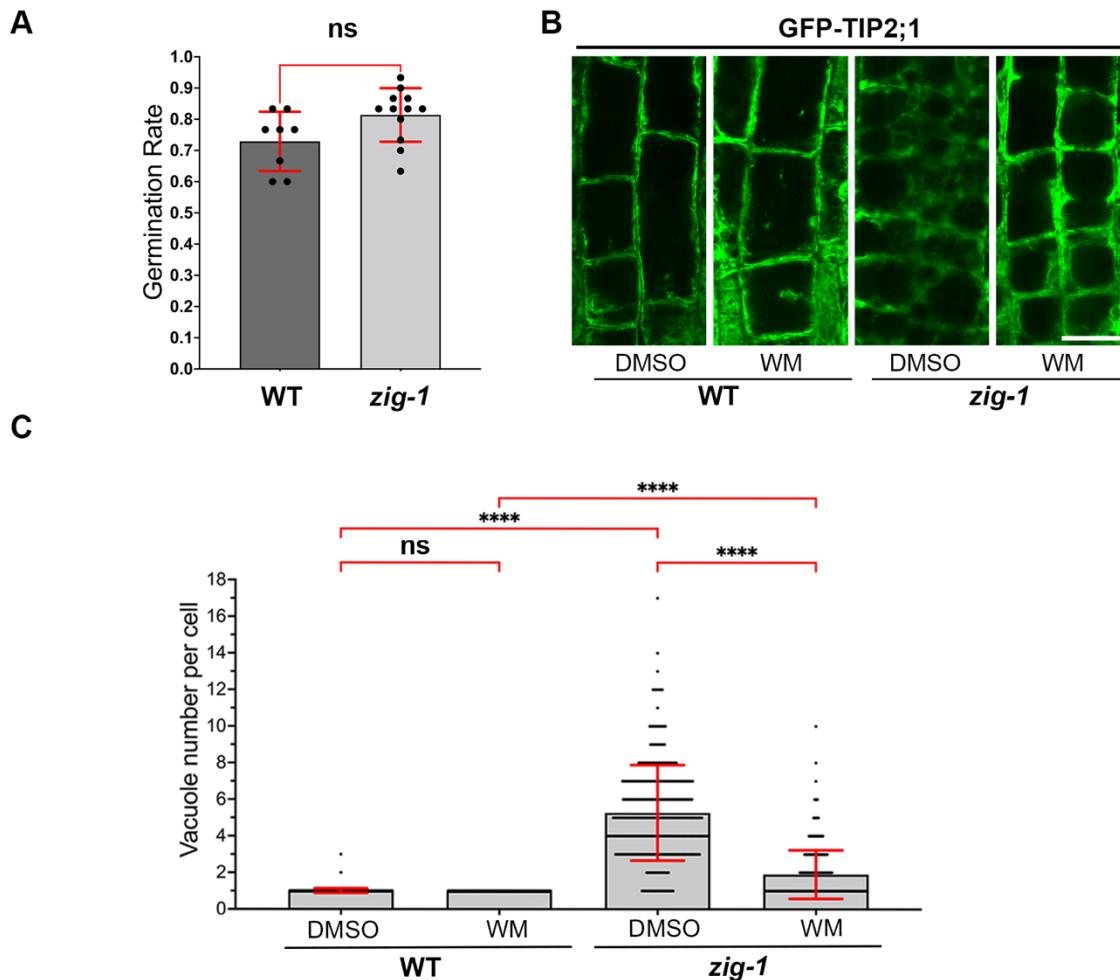 A
ns
Germination Rate
1.0
0.9
0.8
0.7
0.6
0.5
0.4
0.3
0.2
0.1
0.0
WT
zig-1
B
GFP-TIP2;1
DMSO WM DMSO WM
WT zig-1
C
****
****
ns
****
Vacuole number per cell
18
16
14
12
10
8
6
4
2
0
DMSO WM DMSO WM
WT zig-1